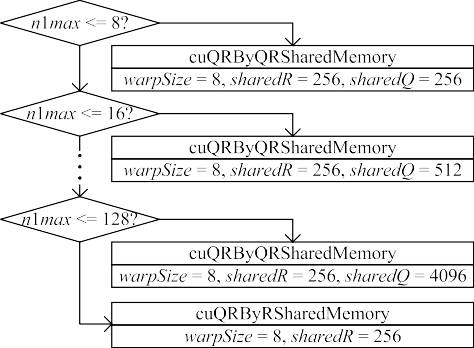 n1max <= 8?
cuQRByQRSharedMemory
warpSize = 8, sharedR = 256, sharedQ = 256
n1max <= 16?
cuQRByQRSharedMemory
warpSize = 8, sharedR = 256, sharedQ = 512
n1max <= 128?
cuQRByQRSharedMemory
warpSize = 8, sharedR = 256, sharedQ = 4096
cuQRByRSharedMemory
warpSize = 8, sharedR = 256